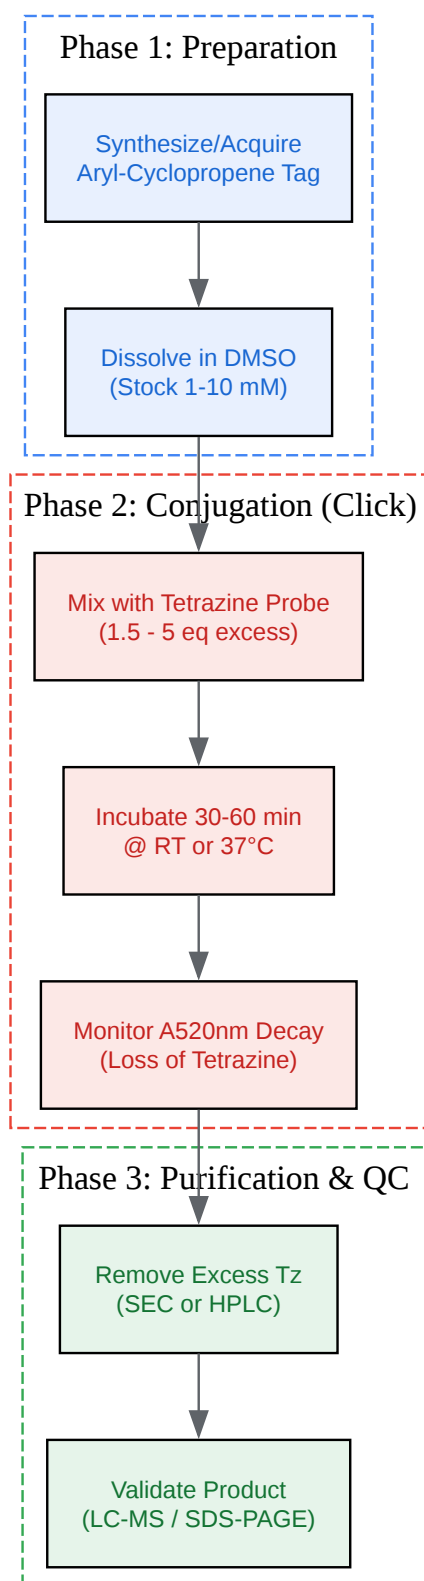 Phase 1: Preparation
Synthesize/Acquire
Aryl-Cyclopropene Tag
Dissolve in DMSO
(Stock 1-10 mM)
Phase 2: Conjugation (Click)
Mix with Tetrazine Probe
(1.5 - 5 eq excess)
Incubate 30-60 min
@ RT or 37°C
Monitor A520nm Decay
(Loss of Tetrazine)
Phase 3: Purification & QC
Remove Excess Tz
(SEC or HPLC)
Validate Product
(LC-MS / SDS-PAGE)